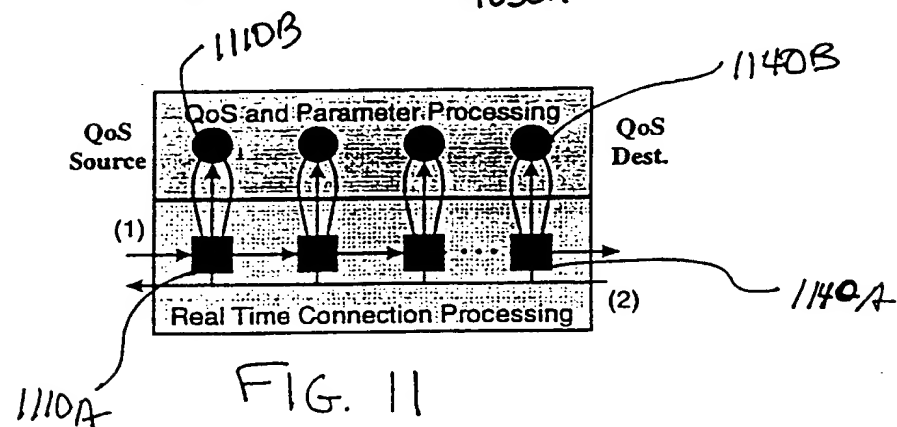 1110B
1140B
QoS and Parameter Processing
QoS
Source
QoS
Dest.
(1)
(2)
Real Time Connection Processing
1140A
1110A
FIG. 11